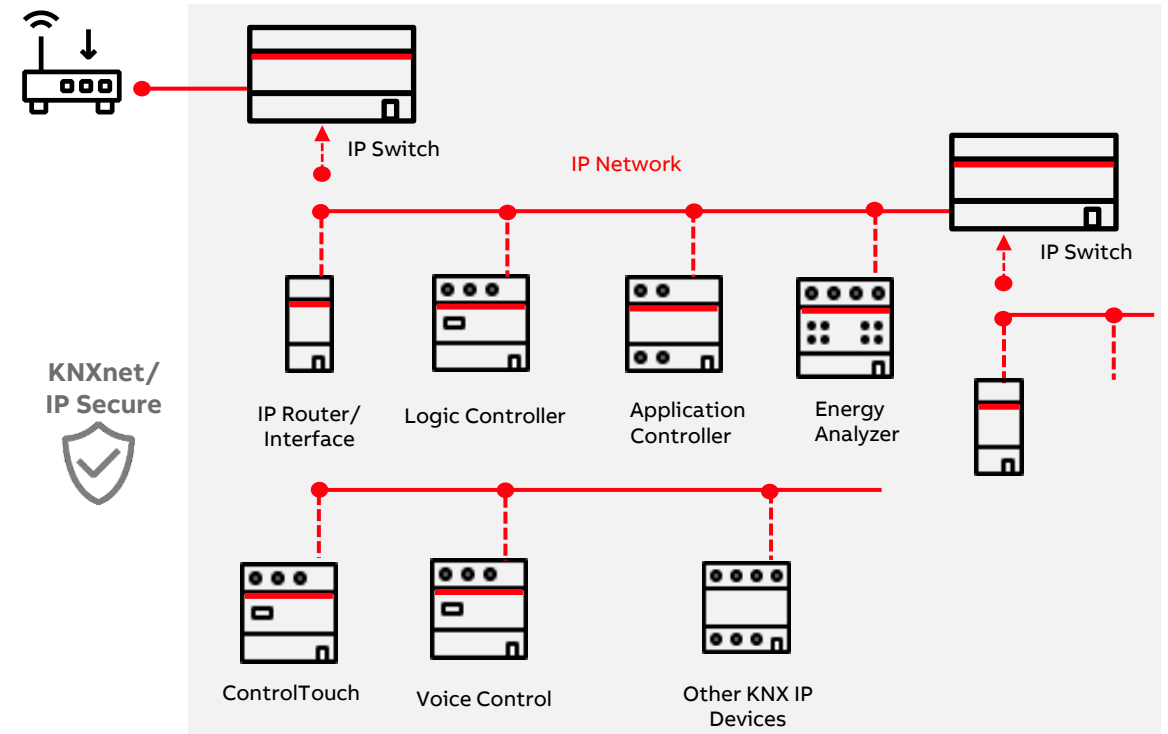 IP Switch
IP Network
IP Switch
KNXnet/
IP Secure
IP Router/
Interface
Logic Controller
Application
Controller
Energy
Analyzer
ControlTouch
Voice Control
Other KNX IP
Devices